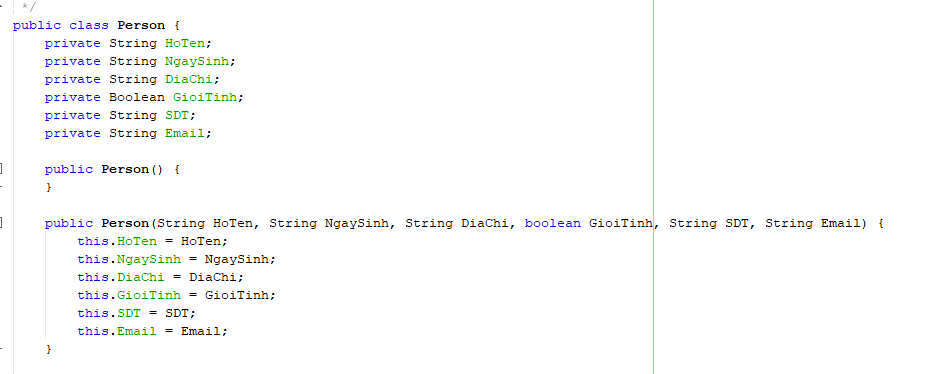 */
public class Person {
    private String HoTen;
    private String NgaySinh;
    private String DiaChi;
    private Boolean GioiTinh;
    private String SDT;
    private String Email;
    public Person() {
    }
    public Person(String HoTen, String NgaySinh, String DiaChi, boolean GioiTinh, String SDT, String Email) {
        this.HoTen = HoTen;
        this.NgaySinh = NgaySinh;
        this.DiaChi = DiaChi;
        this.GioiTinh = GioiTinh;
        this.SDT = SDT;
        this.Email = Email;
    }